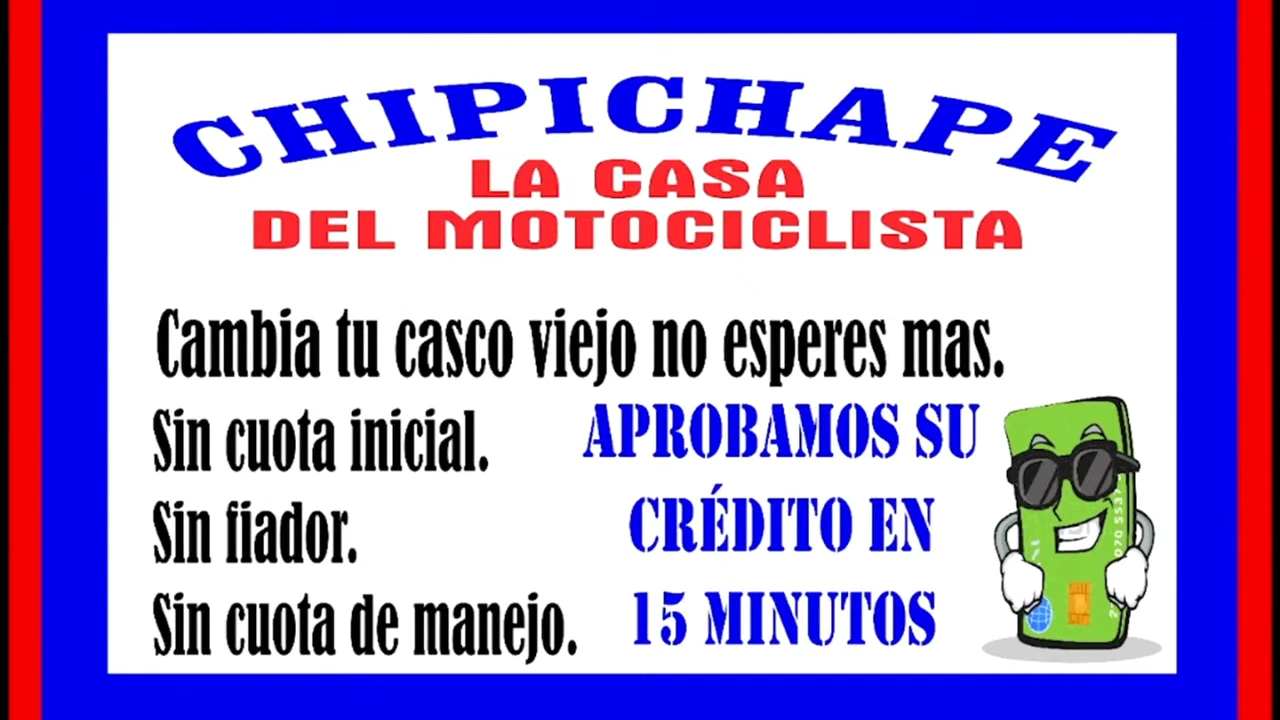 CHIPICHAPE
LA CASA
DEL MOTOCICLISTA
Cambia tu casco viejo no esperes mas.
Sin cuota inicial.
Sin fiador.
Sin cuota de manejo.
APROBAMOS SU
CRÉDITO EN
15 MINUTOS